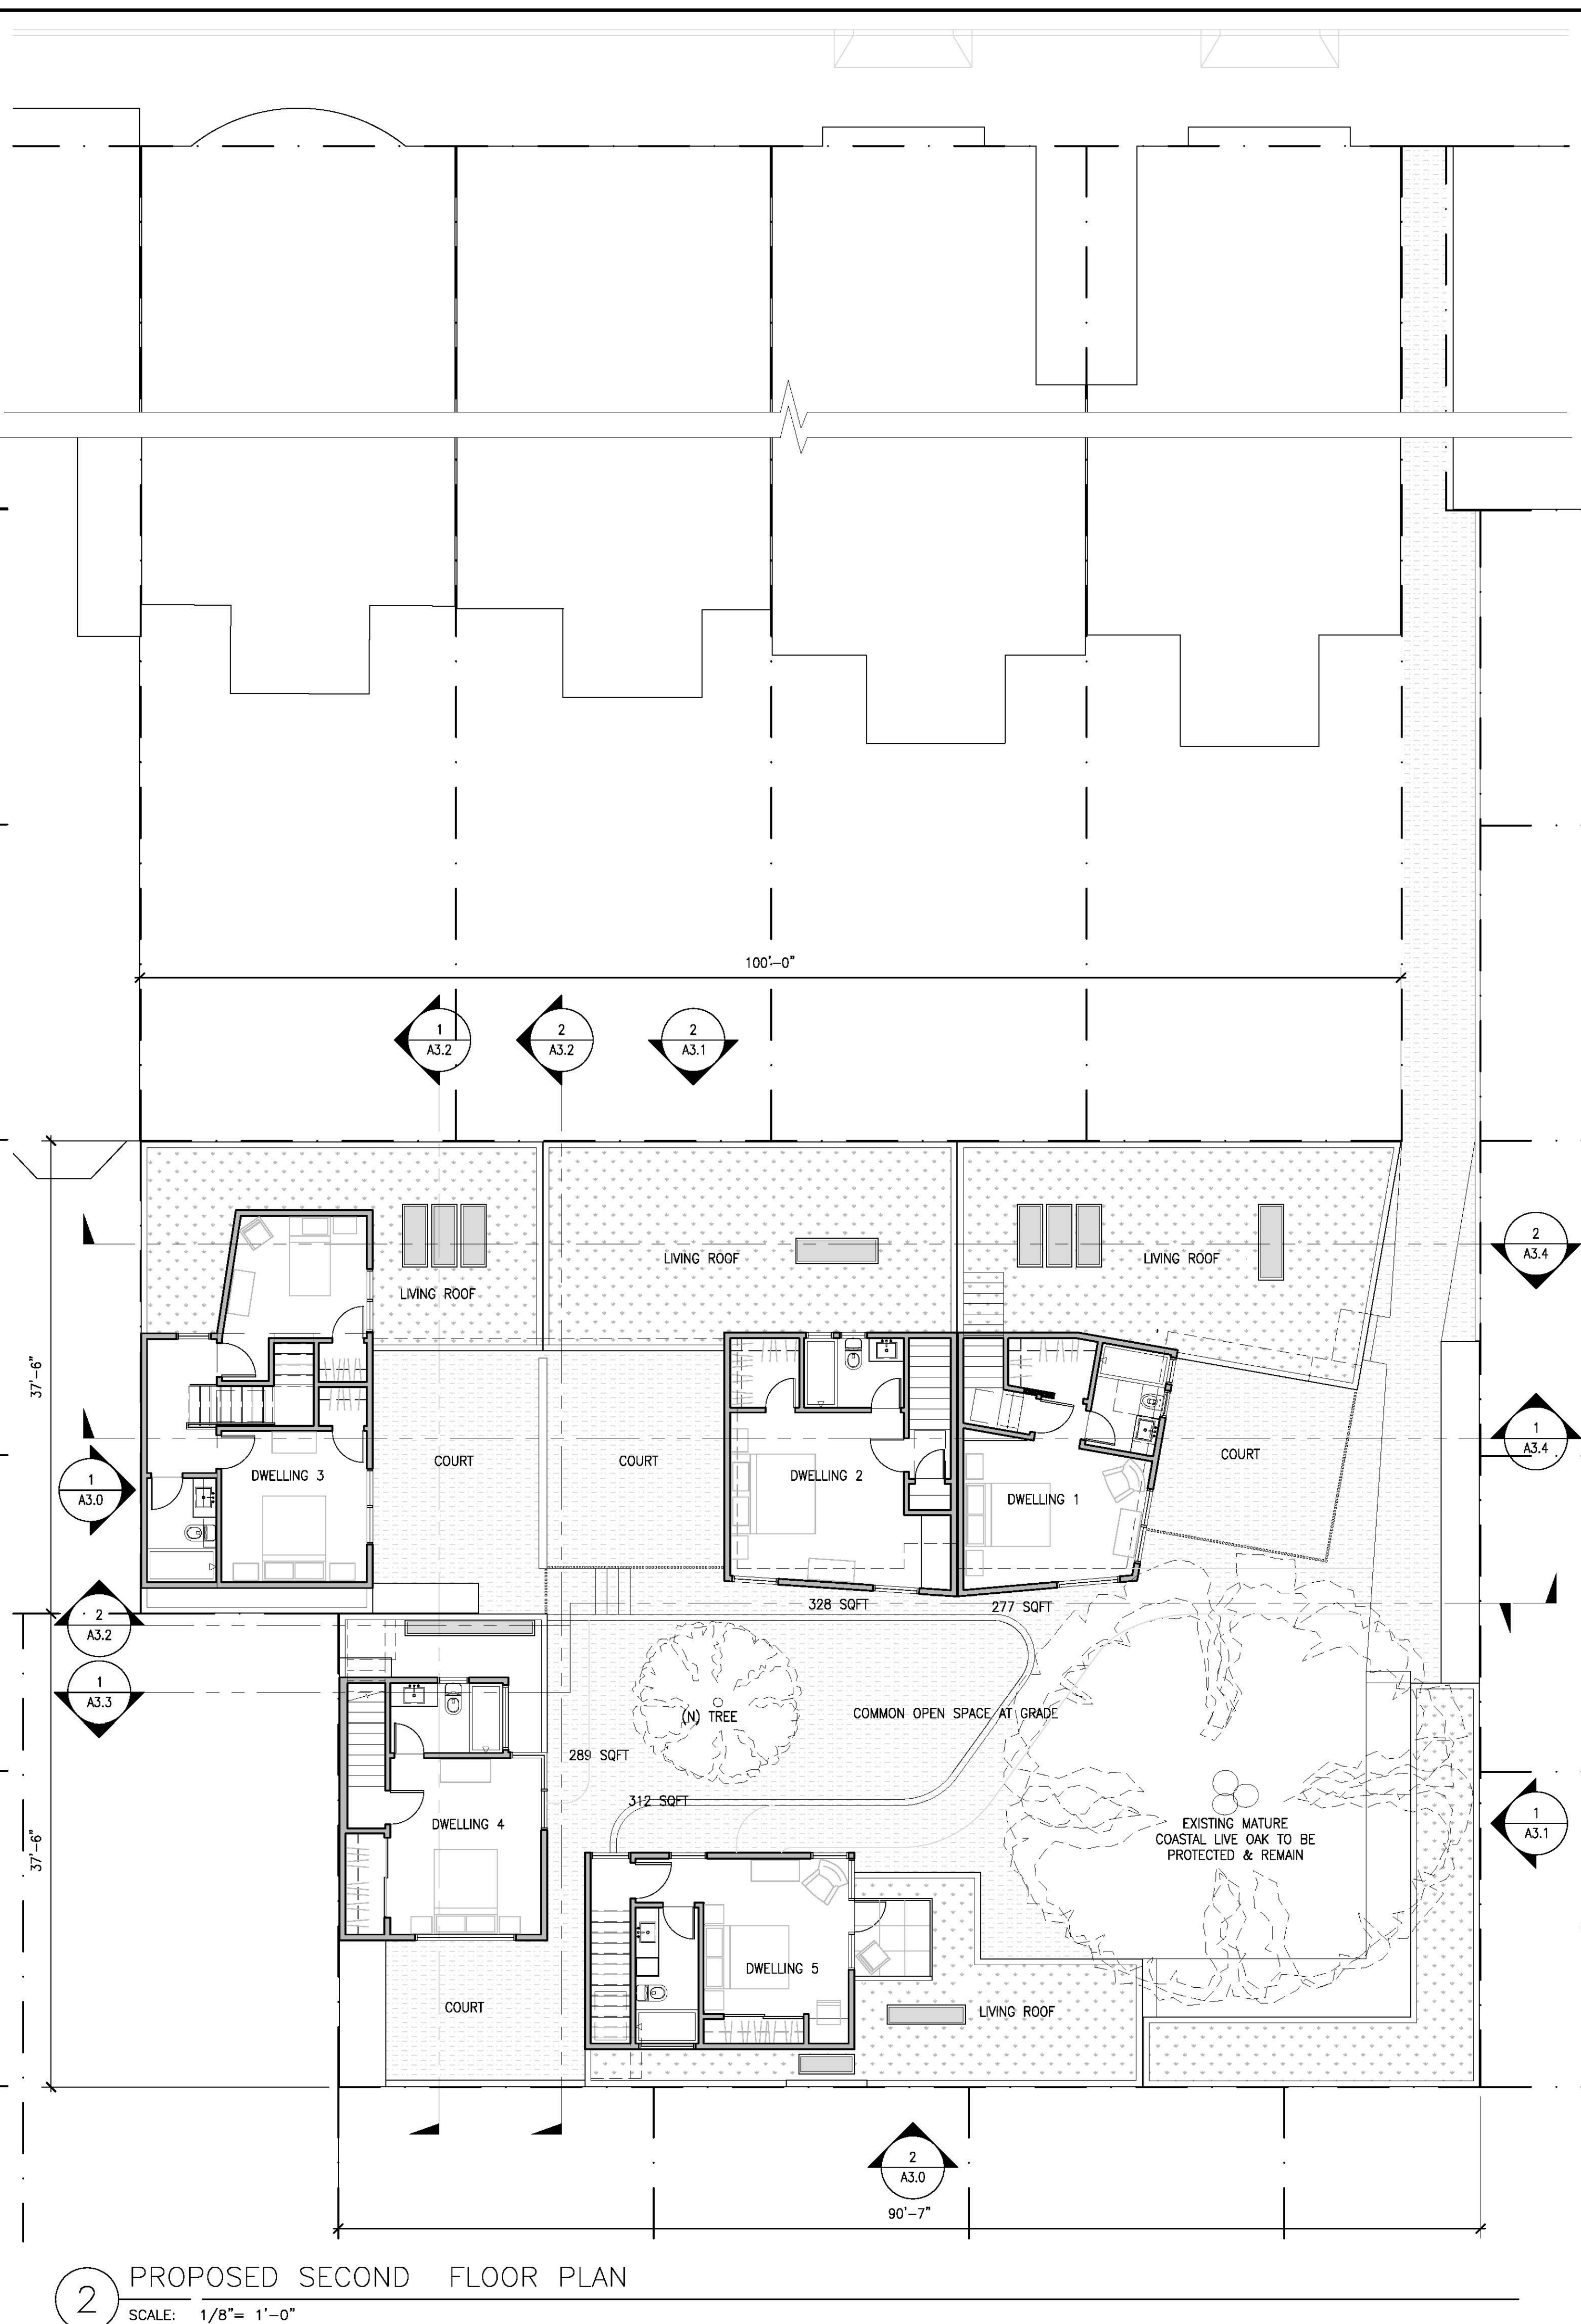 100'-0"
1
A3.2
2
A3.2
2
A3.1
37'-6"
LIVING ROOF
LIVING ROOF
LIVING ROOF
2
A3.4
1
A3.4
COURT
COURT
COURT
DWELLING 3
DWELLING 2
DWELLING 1
1
A3.0
328 SQFT
277 SQFT
2
A3.2
1
A3.3
(N) TREE
COMMON OPEN SPACE AT GRADE
289 SQFT
312 SQFT
DWELLING 4
EXISTING MATURE
COASTAL LIVE OAK TO BE
PROTECTED & REMAIN
1
A3.1
37'-6"
DWELLING 5
COURT
LIVING ROOF
2
A3.0
90'-7"
2
PROPOSED SECOND FLOOR PLAN
SCALE: 1/8"= 1'-0"